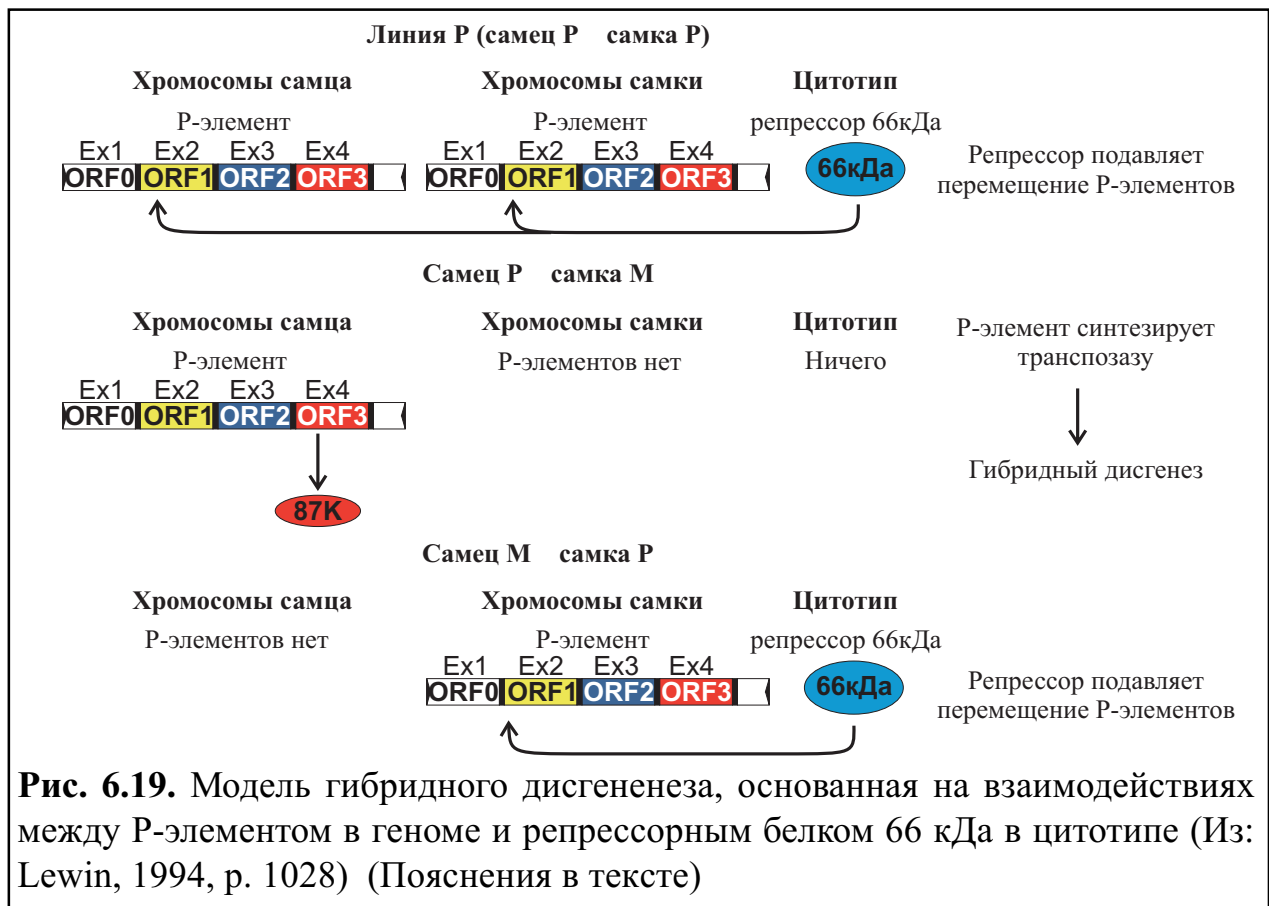 Линия P (самец P самка P)
Хромосомы самца Хромосомы самки Цитотип
P-элемент P-элемент репрессор 66кДа
Ex1 Ex2 Ex3 Ex4 Ex1 Ex2 Ex3 Ex4
ORF0 ORF1 ORF2 ORF3 ORF0 ORF1 ORF2 ORF3 66кДа
Репрессор подавляет
перемещение P-элементов
Самец P самка M
Хромосомы самца Хромосомы самки Цитотип
P-элемент P-элементов нет Ничего
P-элемент синтезирует
транспозазу
Ex1 Ex2 Ex3 Ex4
ORF0 ORF1 ORF2 ORF3
Гибридный дисгенез
87K
Самец M самка P
Хромосомы самца Хромосомы самки Цитотип
P-элементов нет P-элемент репрессор 66кДа
Ex1 Ex2 Ex3 Ex4
ORF0 ORF1 ORF2 ORF3 66кДа
Репрессор подавляет
перемещение P-элементов
Рис. 6.19. Модель гибридного дисгененеза, основанная на взаимодействиях
между P-элементом в геноме и репрессорным белком 66 кДа в цитотипе (Из:
Lewin, 1994, p. 1028) (Пояснения в тексте)